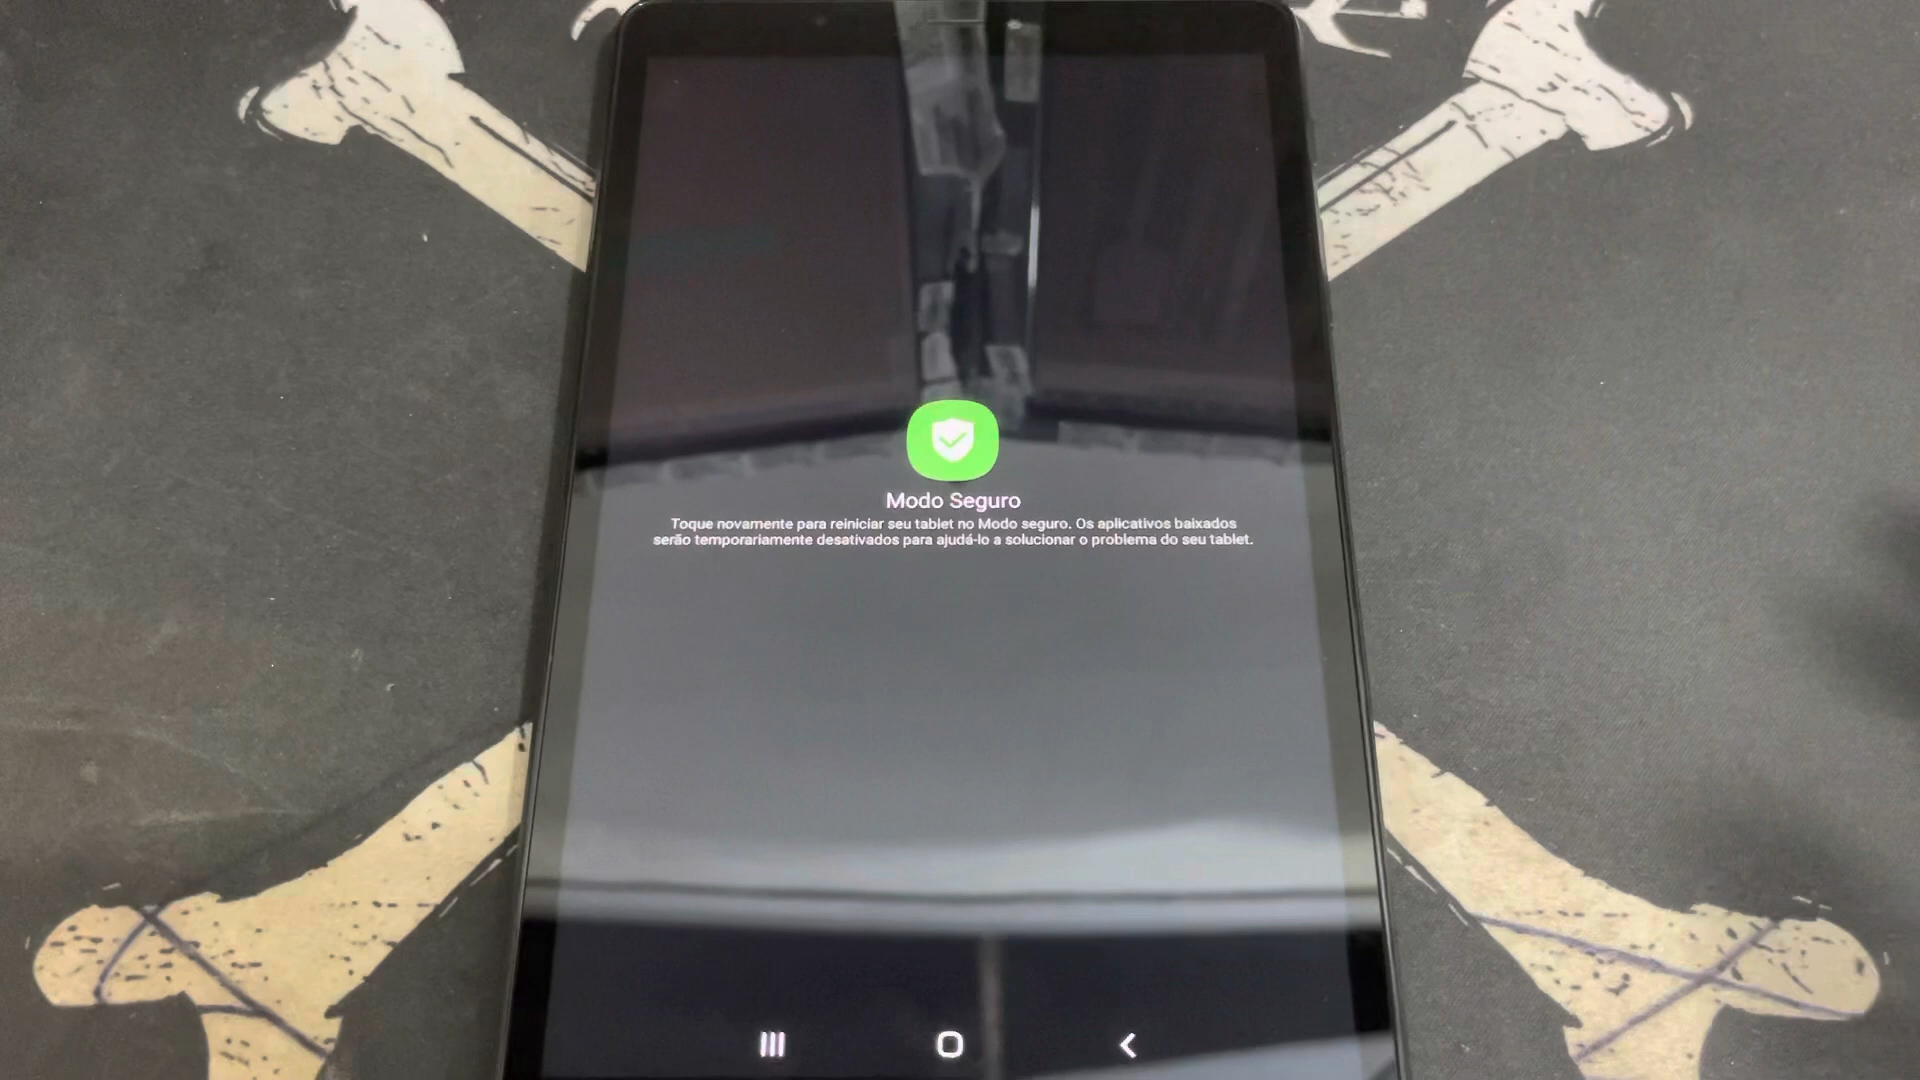 Modo Seguro
Toque novamente para reiniciar seu tablet no Modo seguro. Os aplicativos baixados
serão temporariamente desativados para ajudá-lo a solucionar o problema do seu tablet.